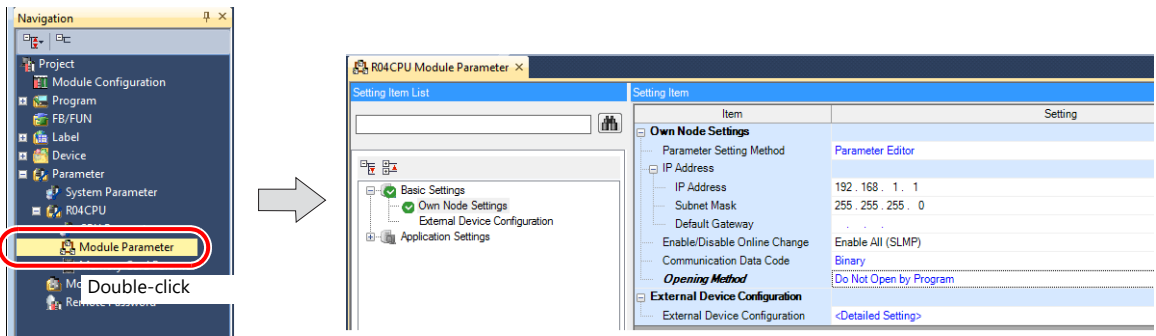 Navigation
Project
Module Configuration
Program
FB/FUN
Label
Device
Parameter
System Parameter
R04CPU
Module Parameter
Double-click
R04CPU Module Parameter
Setting Item List
Basic Settings
Own Node Settings
External Device Configuration
Application Settings
Setting Item
Item Setting
Own Node Settings
Parameter Setting Method Parameter Editor
IP Address
IP Address 192 . 168 . 1 . 1
Subnet Mask 255 . 255 . 255 . 0
Default Gateway . . .
Enable/Disable Online Change Enable All (SLMP)
Communication Data Code Binary
Opening Method Do Not Open by Program
External Device Configuration
External Device Configuration <Detailed Setting>